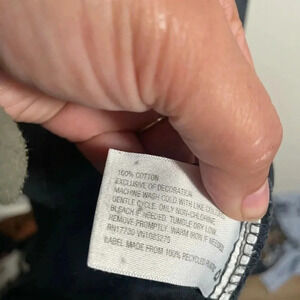 100% COTTON
EXCLUSIVE OF DECORATION
MACHINE WASH COLD WITH LIKE COLORS
GENTLE CYCLE. ONLY NON-CHLORINE
BLEACH IF NEEDED. TUMBLE DRY LOW
REMOVE PROMPTLY. WARM IRON IF NEEDED
LABEL MADE FROM 100% RECYCLED